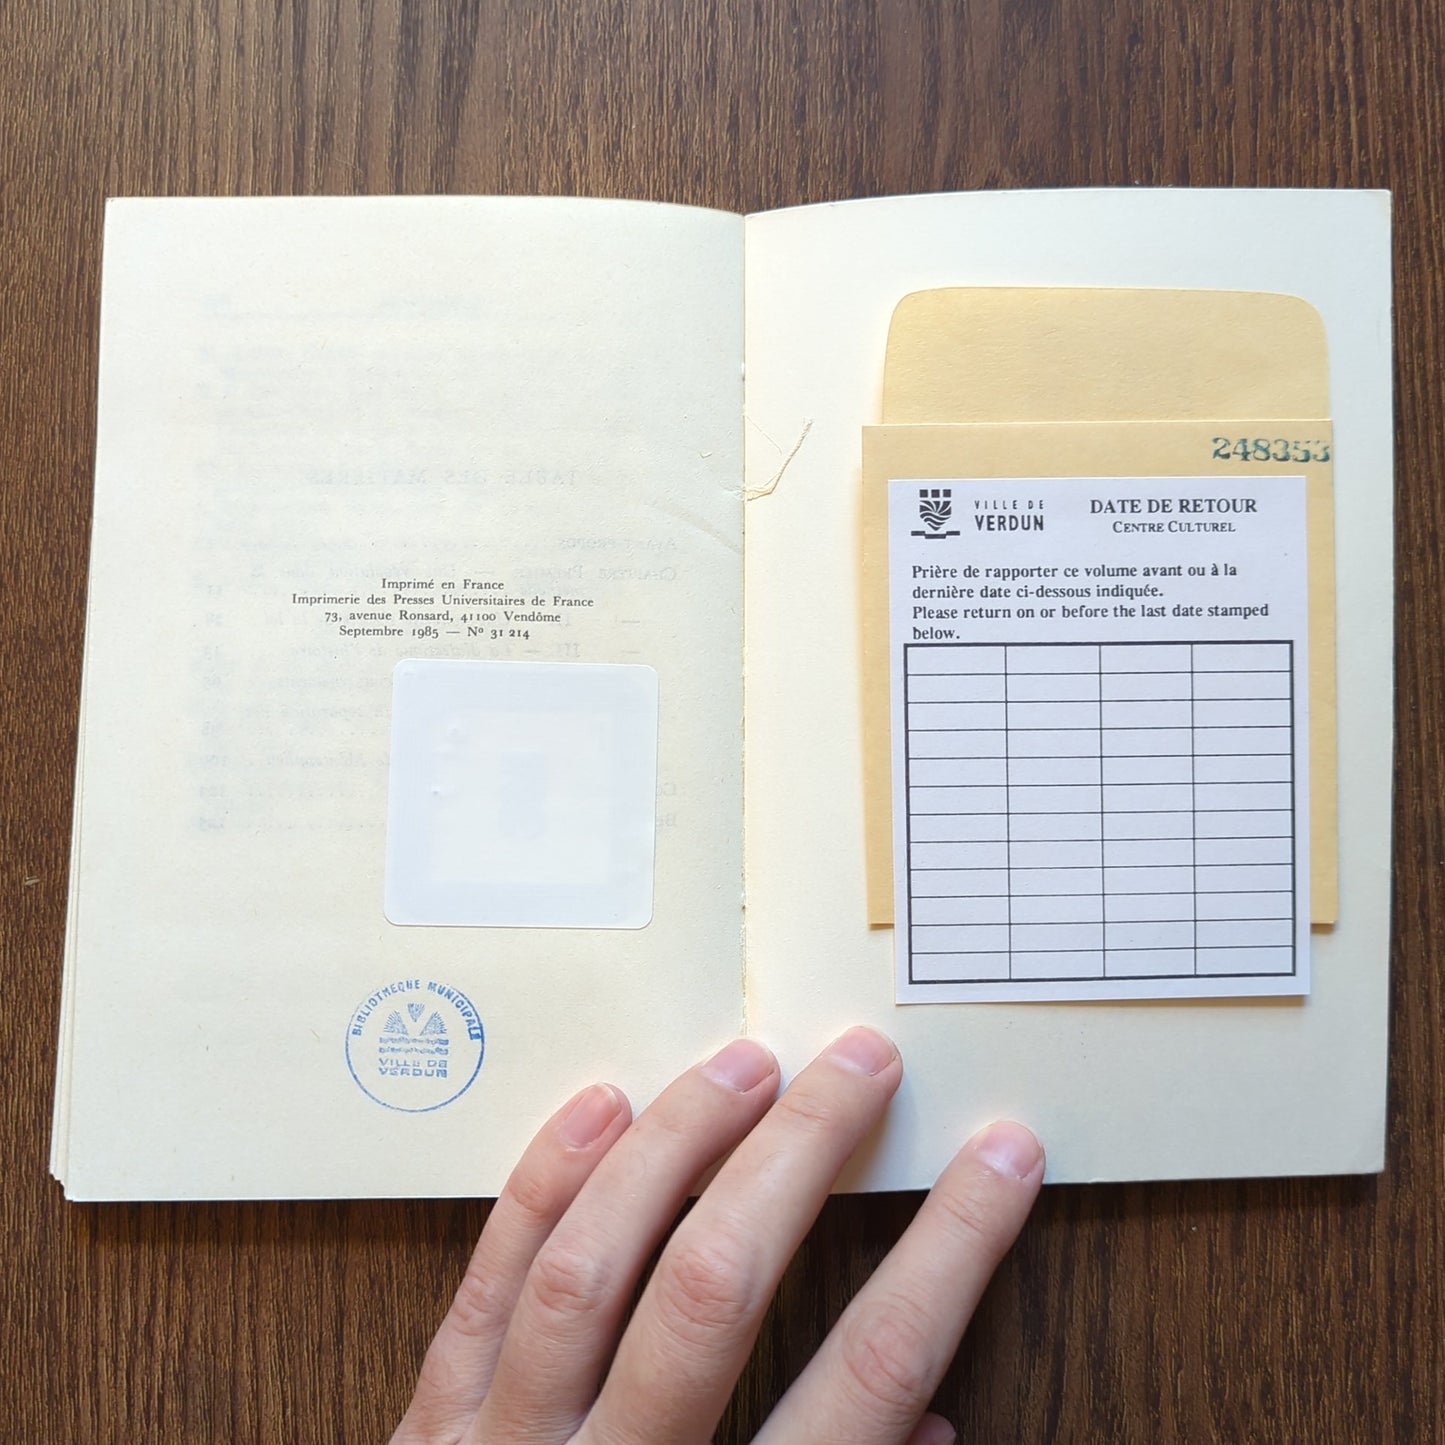 Imprimé en France
Imprimerie des Presses Universitaires de France
73, avenue Ronsard, 41100 Vendôme
Septembre 1985 — Nº 31 214
BIBLIOTHEQUE MUNICIPALE
VILLE DE
VERDUN
248353
VILLE DE
VERDUN
DATE DE RETOUR
CENTRE CULTUREL
Prière de rapporter ce volume avant ou à la
dernière date ci-dessous indiquée.
Please return on or before the last date stamped
below.